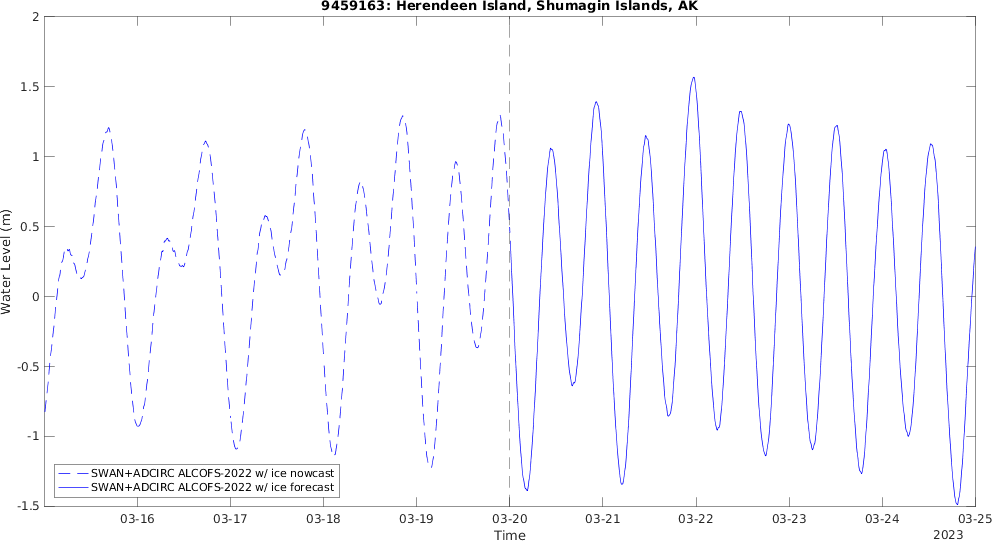 9459163: Herendeen Island, Shumagin Islands, AK
2
1.5
1
0.5
0
-0.5
-1
-1.5
Water Level (m)
SWAN+ADCIRC ALCOFS-2022 w/ ice nowcast
SWAN+ADCIRC ALCOFS-2022 w/ ice forecast
03-16 03-17 03-18 03-19 03-20 03-21 03-22 03-23 03-24 03-25
Time
2023